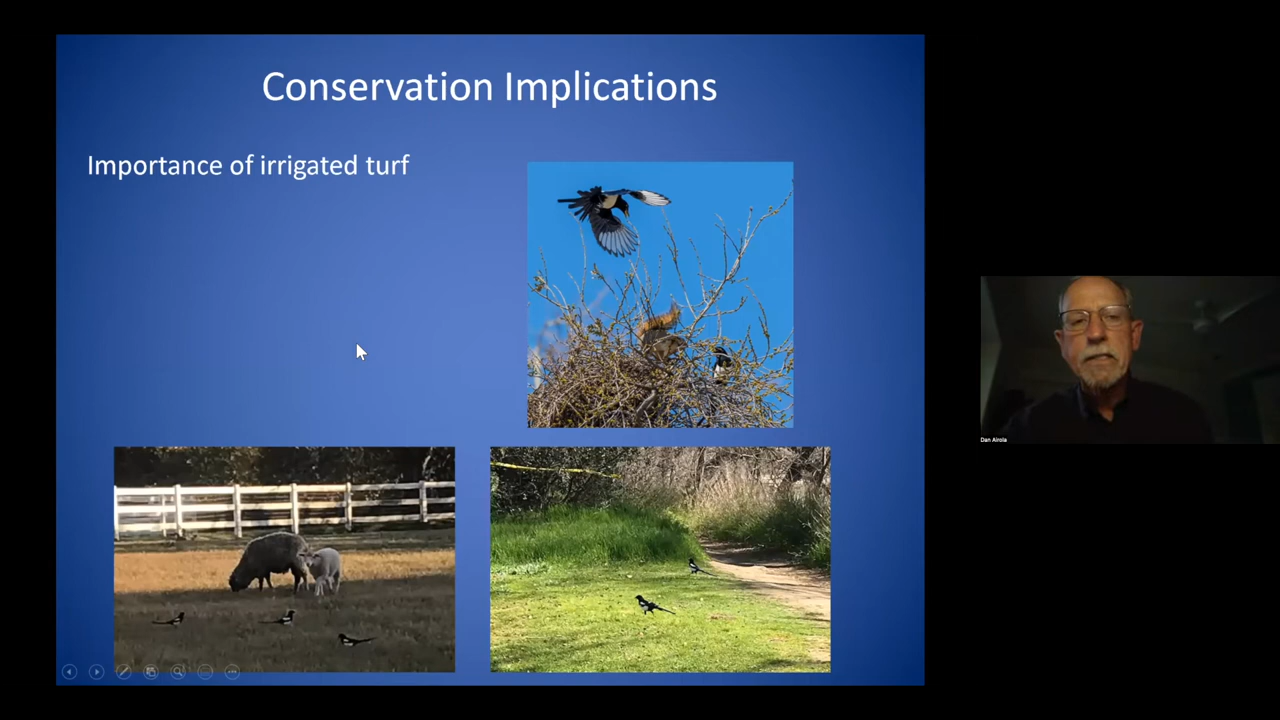 Conservation Implications
Importance of irrigated turf
Dan Airola